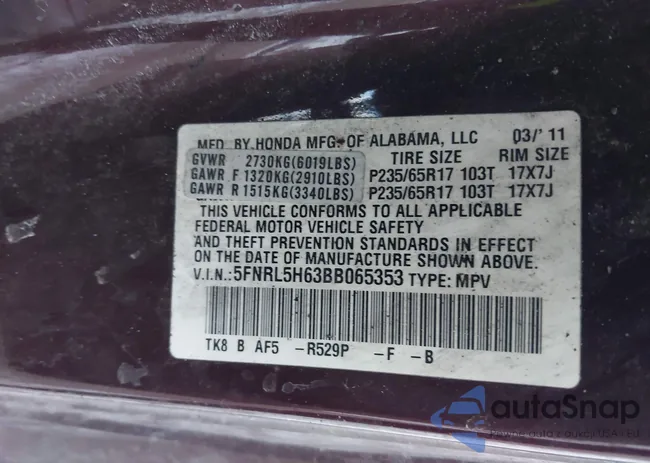 MFD. BY HONDA MFG. OF ALABAMA, LLC 03/'11
GVWR 2730KG(6019LBS) TIRE SIZE RIM SIZE
GAWR F 1320KG(2910LBS) P235/65R17 103T 17X7J
GAWR R 1515KG(3340LBS) P235/65R17 103T 17X7J
THIS VEHICLE CONFORMS TO ALL APPLICABLE
FEDERAL MOTOR VEHICLE SAFETY
AND THEFT PREVENTION STANDARDS IN EFFECT
ON THE DATE OF MANUFACTURE SHOWN ABOVE.
V.I.N.:5FNRL5H63BB065353 TYPE: MPV
TK8 B AF5 -R529P -F -B
autaSnap